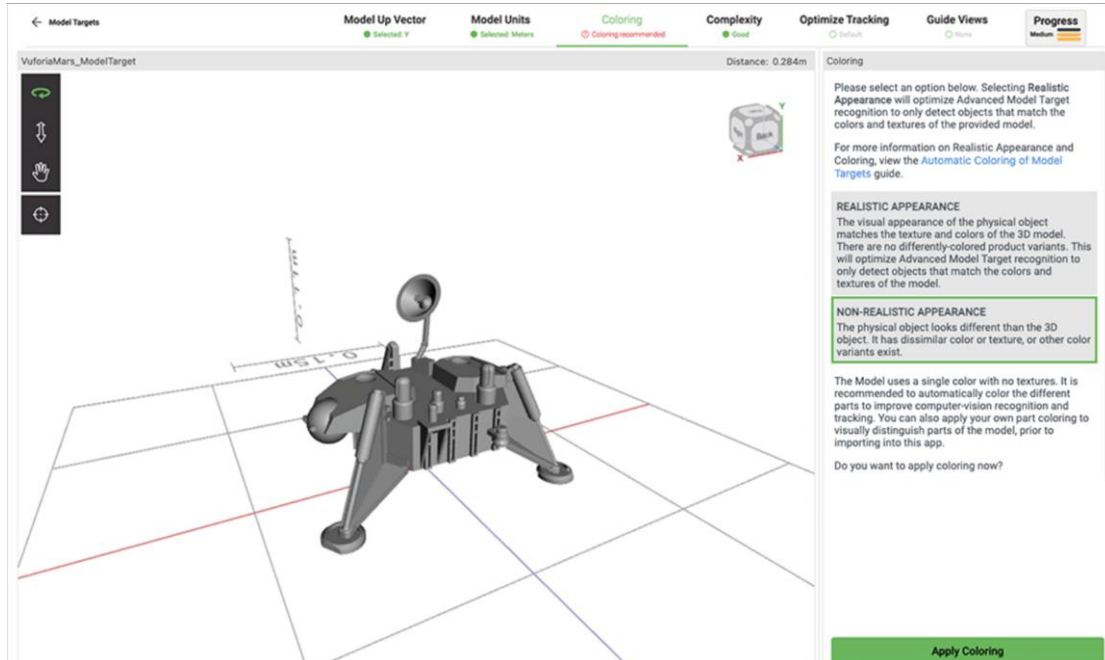 Model Targets
Model Up Vector
Selected: Y
Model Units
Selected: Meters
Coloring
Coloring recommended
Complexity
Good
Optimize Tracking
Default
Guide Views
None
Progress
Medium
VuforiaMars_ModelTarget
Distance: 0.284m
Coloring
Please select an option below. Selecting Realistic
Appearance will optimize Advanced Model Target
recognition to only detect objects that match the
colors and textures of the provided model.
For more information on Realistic Appearance and
Coloring, view the Automatic Coloring of Model
Targets guide.
REALISTIC APPEARANCE
The visual appearance of the physical object
matches the texture and colors of the 3D model.
There are no differently-colored product variants. This
will optimize Advanced Model Target recognition to
only detect objects that match the colors and
textures of the model.
NON-REALISTIC APPEARANCE
The physical object looks different than the 3D
object. It has dissimilar color or texture, or other color
variants exist.
The Model uses a single color with no textures. It is
recommended to automatically color the different
parts to improve computer-vision recognition and
tracking. You can also apply your own part coloring to
visually distinguish parts of the model, prior to
importing into this app.
Do you want to apply coloring now?
Apply Coloring
Y
Back
X
0.15m